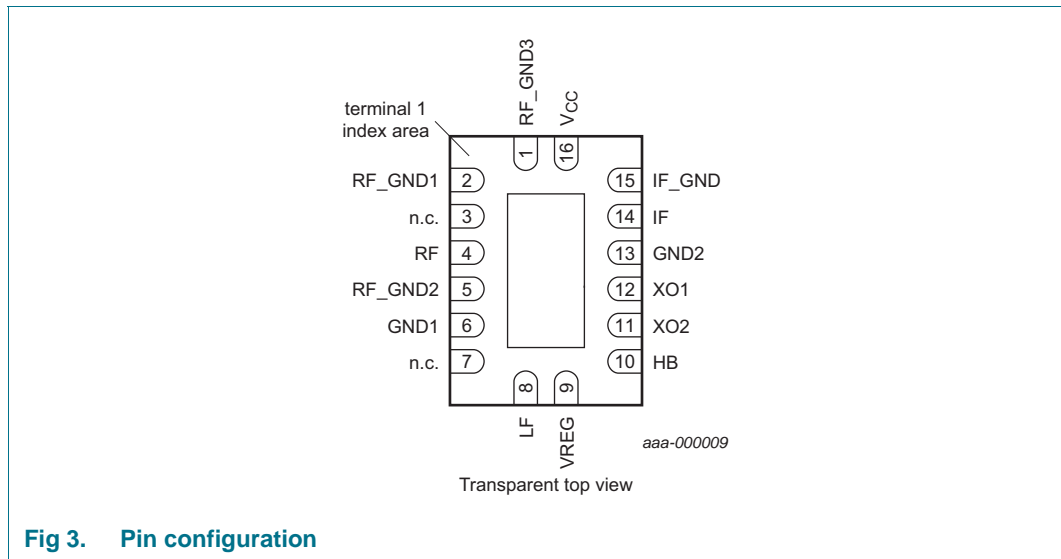 RF_GND3
VCC
terminal 1
index area
1
16
RF_GND1 2
15 IF_GND
n.c. 3
14 IF
RF 4
13 GND2
RF_GND2 5
12 XO1
GND1 6
11 XO2
n.c. 7
10 HB
8
9
LF
VREG
aaa-000009
Transparent top view
Fig 3. Pin configuration